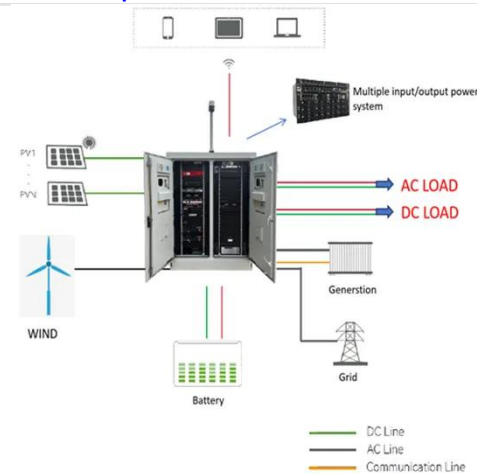 Multiple input/output power
system
PV1
PVN
AC LOAD
DC LOAD
WIND
Generstion
Grid
Battery
DC Line
AC Line
Communication Line